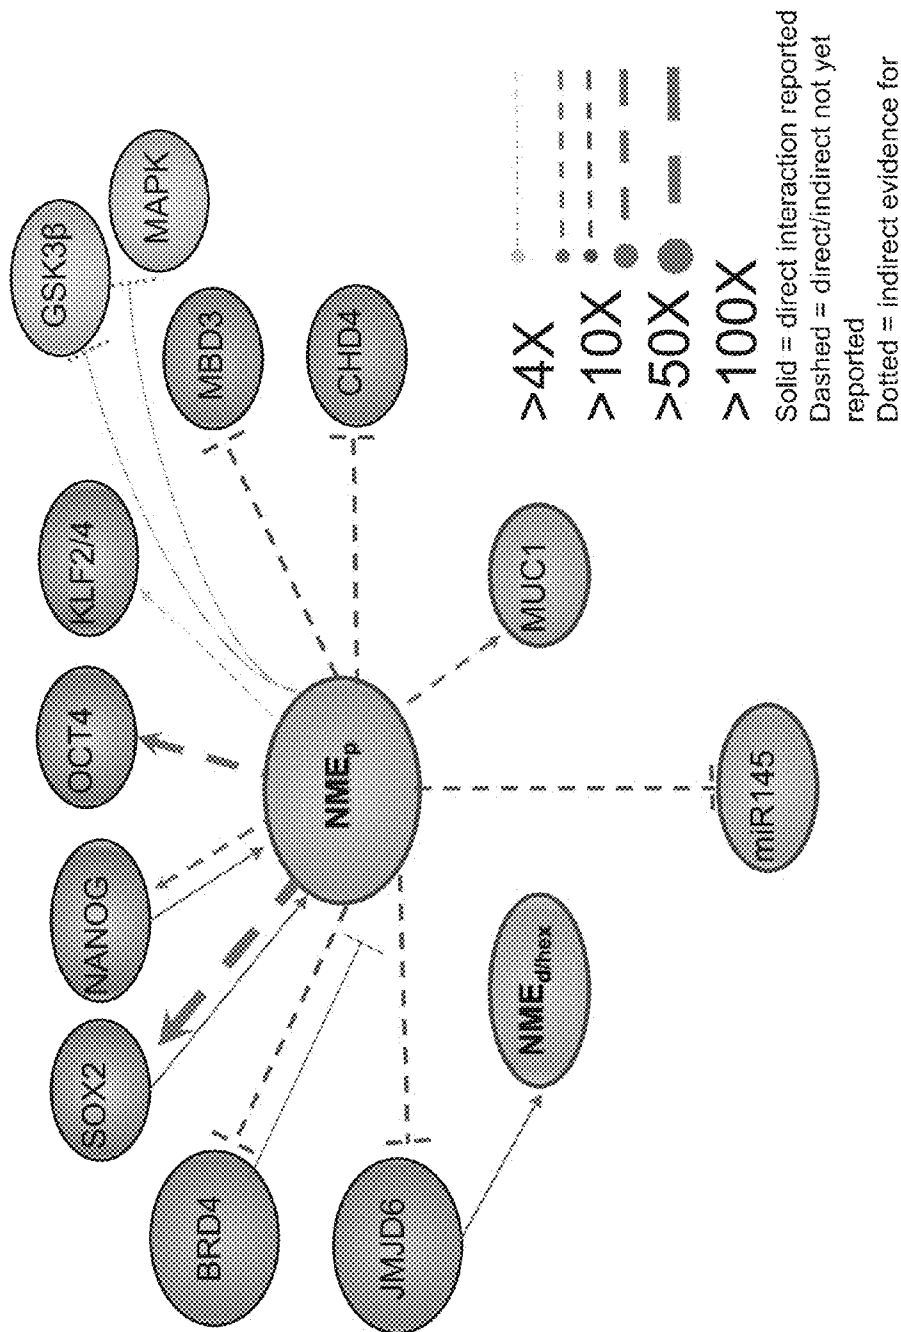 BRD4
SOX2
NANOG
OCT4
KLF2/4
GSK3β
MAPK
MBD3
CHD4
JMJD6
NMEp
NMEd/hex
MUC1
miR145
>4X
>10X
>50X
>100X
Solid = direct interaction reported
Dashed = direct/indirect not yet
reported
Dotted = indirect evidence for